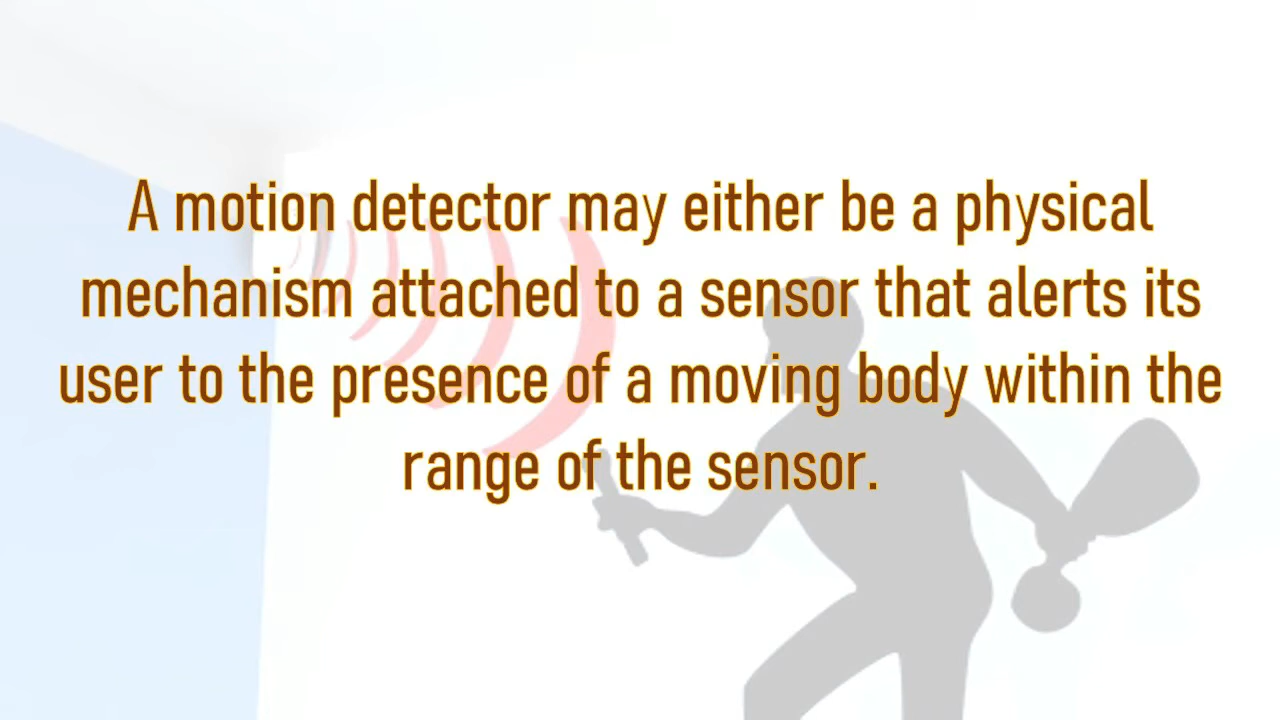 A motion detector may either be a physical
mechanism attached to a sensor that alerts its
user to the presence of a moving body within the
range of the sensor.